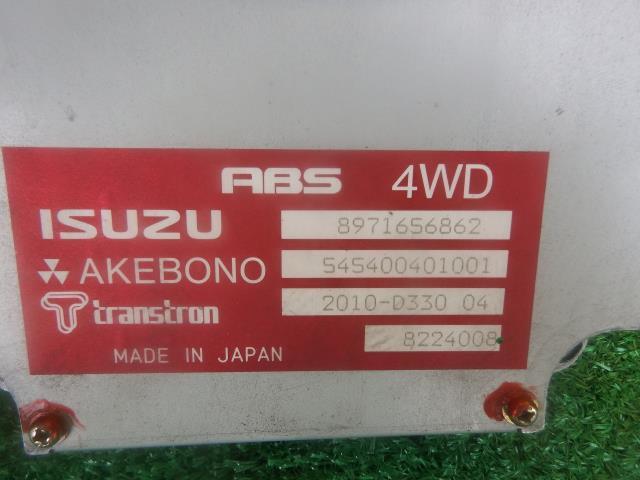 ABS 4WD
ISUZU 8971656862
AKEBONO 545400401001
transtron 2010-D330 04
8224008
MADE IN JAPAN